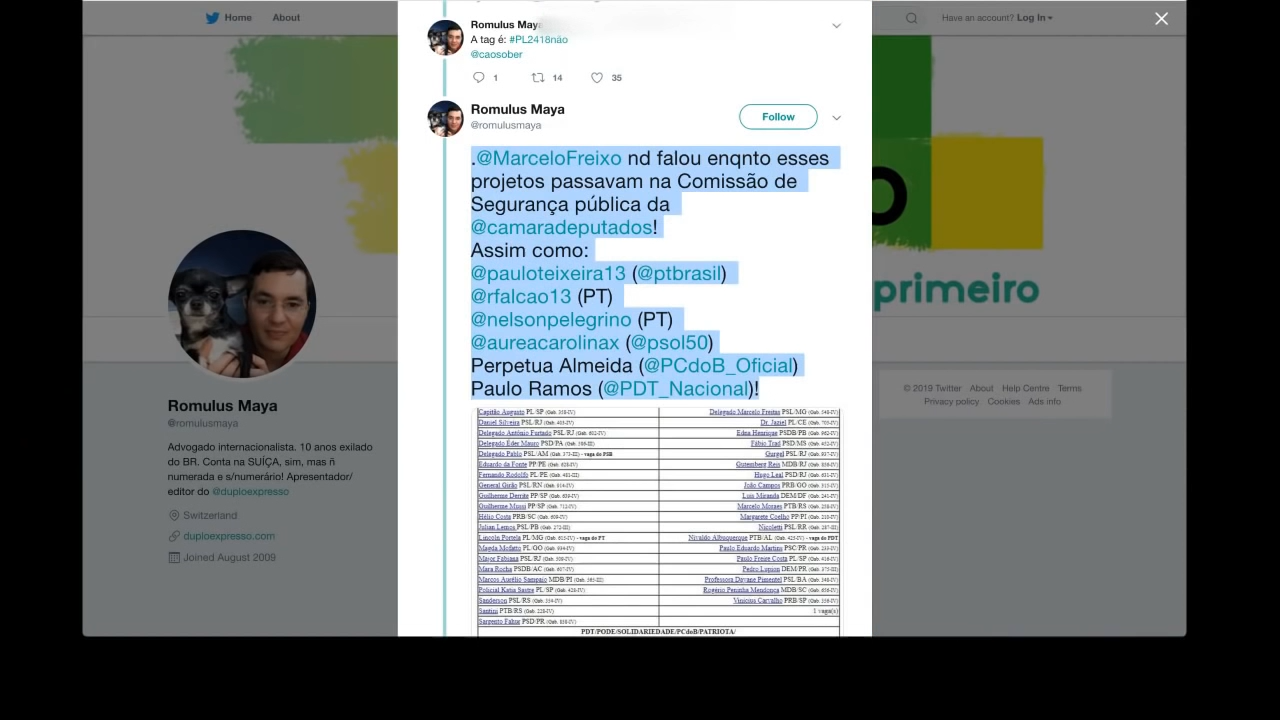 Home About
Have an account? Log In
Romulus May
A tag é: #PL2418não
@caosober
1 14 35
Romulus Maya
@romulusmaya
Follow
.@MarceloFreixo nd falou enqnto esses
projetos passavam na Comissão de
Segurança pública da
@camaradeputados!
Assim como:
@pauloteixeira13 (@ptbrasil)
@rfalcao13 (PT)
@nelsonpelegrino (PT)
@aureacarolinax (@psol50)
Perpetua Almeida (@PCdoB_Oficial)
Paulo Ramos (@PDT_Nacional)!
primeiro
Romulus Maya
@romulusmaya
Advogado internacionalista. 10 anos exilado
do BR. Conta na SUÍÇA, sim, mas ñ
numerada e s/numerário! Apresentador/
editor do @duploexpresso
Switzerland
duploexpresso.com
Joined August 2009
© 2019 Twitter About Help Centre Terms
Privacy policy Cookies Ads info
Capitão Augusto PL/SP Delegado Marcelo Freitas PSL/MG
Daniel Silveira PSL/RJ Dr. Jaziel PL/CE
Delegado Antônio Furtado PSL/RJ Edna Henrique PSDB/PB
Delegado Éder Mauro PSD/PA Fábio Trad PSD/MS
Delegado Pablo PSL/AM - vaga do PSB Gurgel PSL/RJ
Eduardo da Fonte PP/PE Gutemberg Reis MDB/RJ
Fernando Rodolfo PL/PE Hugo Leal PSD/RJ
General Girão PSL/RN João Campos PRB/GO
Guilherme Derrite PP/SP Luis Miranda DEM/DF
Guilherme Mussi PP/SP Marcelo Moraes PTB/RS
Hélio Costa PRB/SC Margarete Coelho PP/PI
Julian Lemos PSL/PB Nicoletti PSL/RR
Lincoln Portela PL/MG - vaga do PT Nivaldo Albuquerque PTB/AL - vaga do PDT
Magda Mofatto PL/GO Paulo Eduardo Martins PSC/PR
Major Fabiana PSL/RJ Paulo Freire Costa PL/SP
Mara Rocha PSDB/AC Pedro Lupion DEM/PR
Marcos Aurélio Sampaio MDB/PI Professora Dayane Pimentel PSL/BA
Policial Katia Sastre PL/SP Rogério Peninha Mendonça MDB/SC
Sanderson PSL/RS Vinicius Carvalho PRB/SP
Santini PTB/RS 1 vaga(s)
Sargento Fahur PSD/PR
PDT/PODE/SOLIDARIEDADE/PCdoB/PATRIOTA/